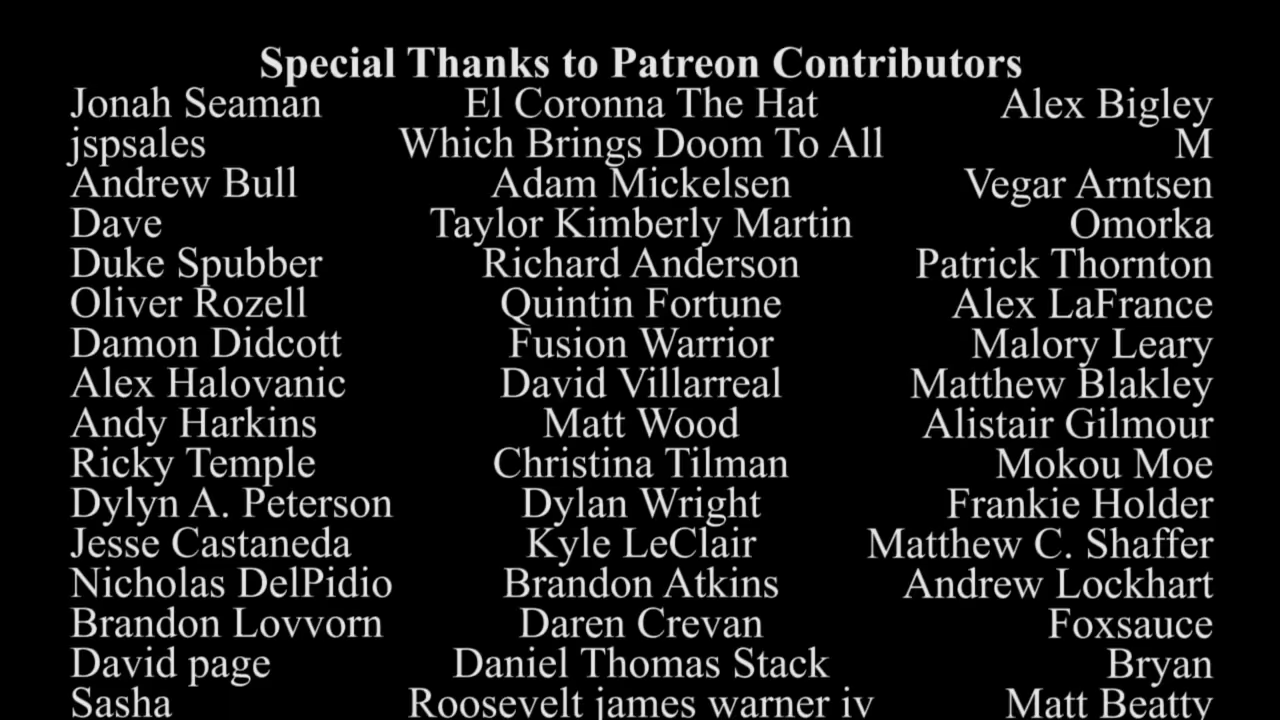 Special Thanks to Patreon Contributors
Jonah Seaman El Coronna The Hat Alex Bigley
jspsales Which Brings Doom To All M
Andrew Bull Adam Mickelsen Vegar Arntsen
Dave Taylor Kimberly Martin Omorka
Duke Spubber Richard Anderson Patrick Thornton
Oliver Rozell Quintin Fortune Alex LaFrance
Damon Didcott Fusion Warrior Malory Leary
Alex Halovanic David Villarreal Matthew Blakley
Andy Harkins Matt Wood Alistair Gilmour
Ricky Temple Christina Tilman Mokou Moe
Dylyn A. Peterson Dylan Wright Frankie Holder
Jesse Castaneda Kyle LeClair Matthew C. Shaffer
Nicholas DelPidio Brandon Atkins Andrew Lockhart
Brandon Lovvorn Daren Crevan Foxsauce
David page Daniel Thomas Stack Bryan
Sasha Roosevelt james warner iv Matt Beatty